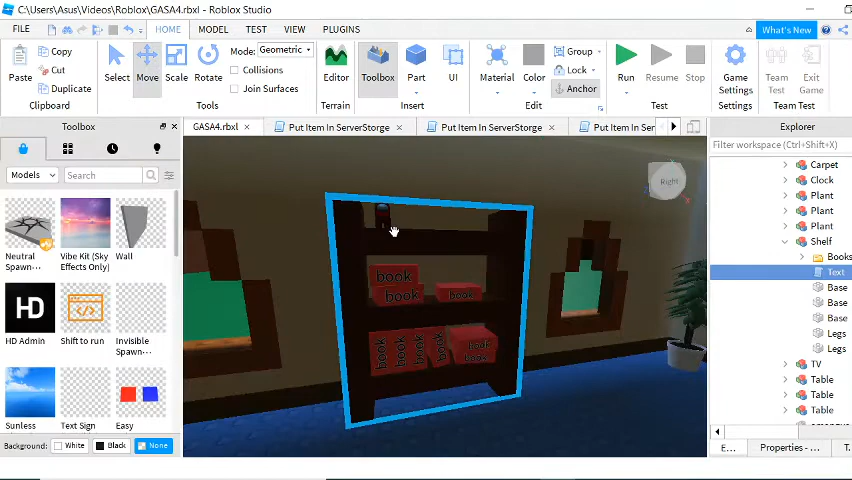 C:\Users\Asus\Videos\Roblox\GASA4.rbxl - Roblox Studio
FILE HOME MODEL TEST VIEW PLUGINS What's New
Paste Copy Cut Duplicate
Clipboard
Select Move Scale Rotate
Mode: Geometric
Collisions
Join Surfaces
Tools
Editor
Terrain
Toolbox Part UI
Insert
Material Color
Group
Lock
Anchor
Edit
Run Resume Stop
Test
Game Settings
Settings
Team Test
Exit Game
Team Test
Toolbox
Models Search
Neutral Spawn...
Vibe Kit (Sky Effects Only)
Wall
HD
HD Admin
Shift to run
Invisible Spawn...
Sunless
Text Sign
Easy
Background: White Black None
GASA4.rbxl Put Item In ServerStorge Put Item In ServerStorge Put Item In Ser
Right
book
book
book
book
book
book
book
book
book
Explorer
Filter workspace (Ctrl+Shift+X)
Carpet
Clock
Plant
Plant
Plant
Shelf
Books
Text
Base
Base
Base
Legs
Legs
TV
Table
Table
Table
E... Properties - ... T.